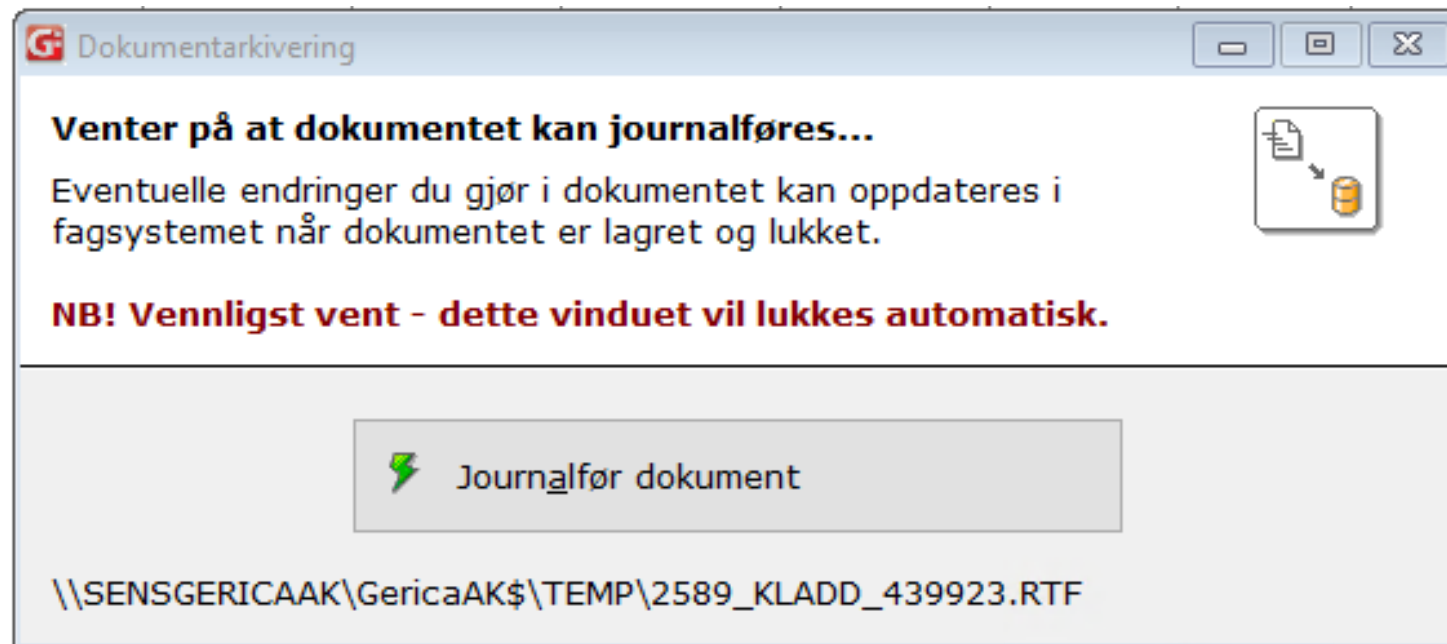 Dokumentarkivering
Venter på at dokumentet kan journalføres...
Eventuelle endringer du gjør i dokumentet kan oppdateres i
fagsystemet når dokumentet er lagret og lukket.
NB! Vennligst vent - dette vinduet vil lukkes automatisk.
Journalfør dokument
\\SENSGERICAAK\GericaAK$\TEMP\2589_KLADD_439923.RTF